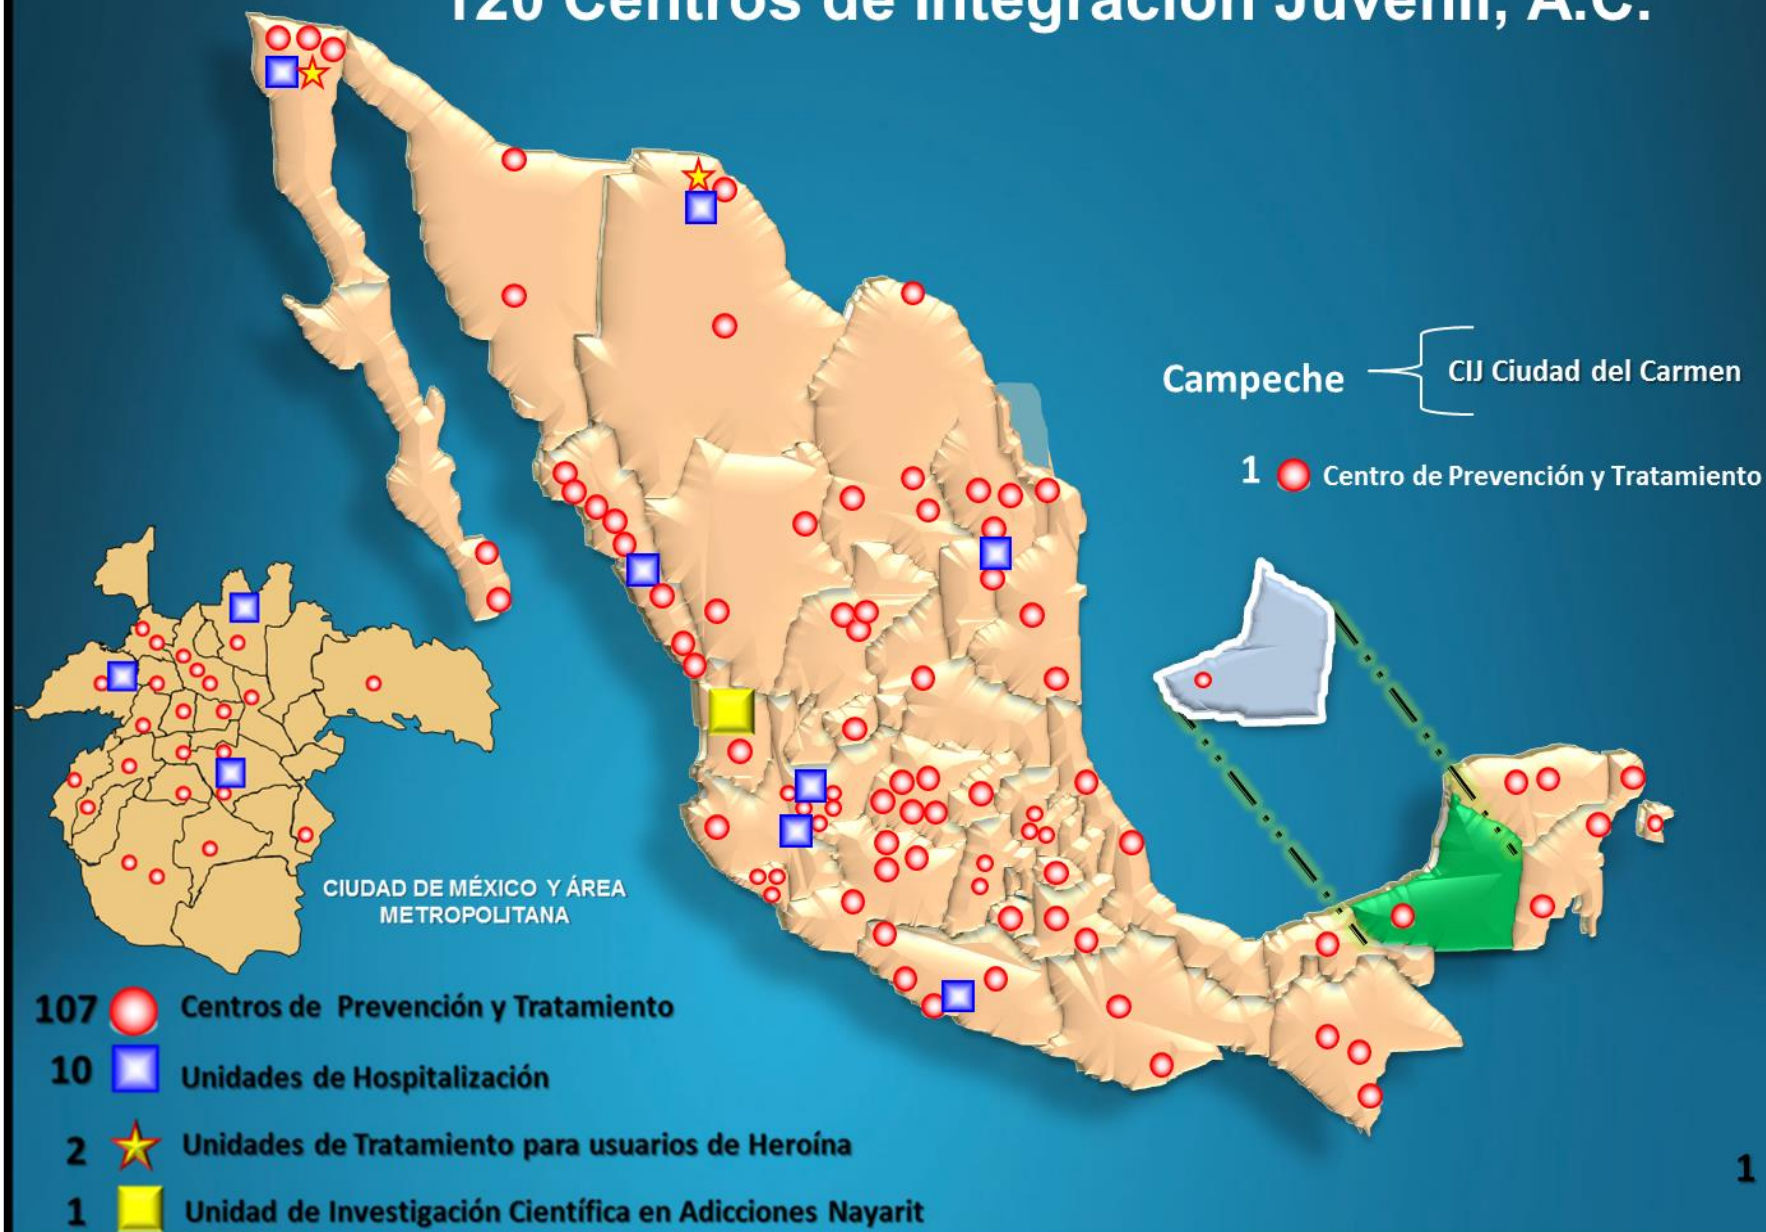 120 Centros de Integración Juvenil, A.C.
Campeche
CIJ Ciudad del Carmen
1 Centro de Prevención y Tratamiento
CIUDAD DE MÉXICO Y ÁREA
METROPOLITANA
107 Centros de Prevención y Tratamiento
10 Unidades de Hospitalización
2 Unidades de Tratamiento para usuarios de Heroína
1 Unidad de Investigación Científica en Adicciones Nayarit
1